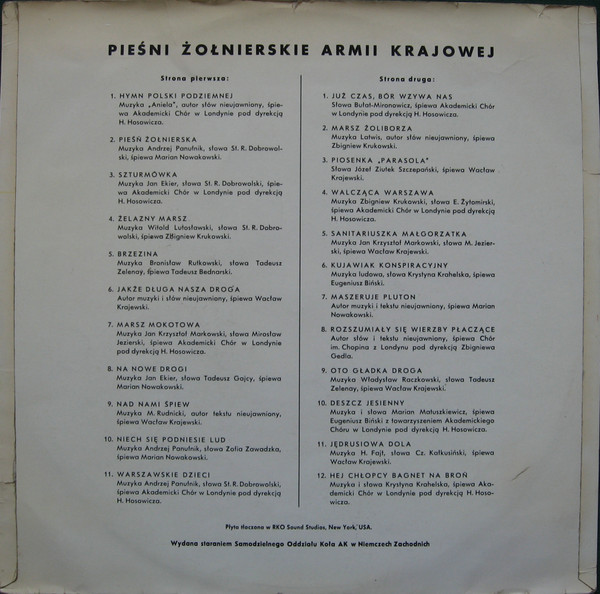 PIEŚNI ŻOŁNIERSKIE ARMII KRAJOWEJ
Strona pierwsza:
1. HYMN POLSKI PODZIEMNEJ
Muzyka „Aniela", autor słów nieujawniony, śpie-
wa Akademicki Chór w Londynie pod dyrekcją
H. Hosowicza.
2. PIEŚŃ ŻOŁNIERSKA
Muzyka Andrzej Panufnik, słowa St. R. Dobrowol-
ski, śpiewa Marian Nowakowski.
3. SZTURMÓWKA
Muzyka Jan Ekier, słowa St. R. Dobrowolski, śpie-
wa Akademicki Chór w Londynie pod dyrekcją
H. Hosowicza.
4. ŻELAZNY MARSZ
Muzyka Witold Lutosławski, słowa St. R. Dobro-
wolski, śpiewa Zbigniew Krukowski.
5. BRZEZINA
Muzyka Bronisław Rutkowski, słowa Tadeusz
Zelenay, śpiewa Tadeusz Bednarski.
6. JAKŻE DŁUGA NASZA DROGA
Autor muzyki i słów nieujawniony, śpiewa Wacław
Krajewski.
7. MARSZ MOKOTOWA
Muzyka Jan Krzysztof Markowski, słowa Mirosław
Jezierski, śpiewa Akademicki Chór w Londynie
pod dyrekcją H. Hosowicza.
8. NA NOWE DROGI
Muzyka Jan Ekier, słowa Tadeusz Gajcy, śpiewa
Marian Nowakowski.
9. NAD NAMI ŚPIEW
Muzyka M. Rudnicki, autor tekstu nieujawniony,
śpiewa Wacław Krajewski.
10. NIECH SIĘ PODNIESIE LUD
Muzyka Andrzej Panufnik, słowa Zofia Zawadzka,
śpiewa Marian Nowakowski.
11. WARSZAWSKIE DZIECI
Muzyka Andrzej Panufnik, słowa St. R. Dobrowolski,
śpiewa Akademicki Chór w Londynie pod dyrekcją
H. Hosowicza.
Strona druga:
1. JUŻ CZAS, BÓR WZYWA NAS
Słowa Bułat-Mironowicz, śpiewa Akademicki Chór
w Londynie pod dyrekcją H. Hosowicza.
2. MARSZ ŻOLIBORZA
Muzyka Latwis, autor słów nieujawniony, śpiewa
Zbigniew Krukowski.
3. PIOSENKA „PARASOLA"
Słowa Józef Ziutek Szczepański, śpiewa Wacław
Krajewski.
4. WALCZĄCA WARSZAWA
Muzyka Zbigniew Krukowski, słowa E. Żytomirski,
śpiewa Akademicki Chór w Londynie pod dyrekcją
H. Hosowicza.
5. SANITARIUSZKA MAŁGORZATKA
Muzyka Jan Krzysztof Markowski, słowa M. Jezier-
ski, śpiewa Wacław Krajewski.
6. KUJAWIAK KONSPIRACYJNY
Muzyka ludowa, słowa Krystyna Krahelska, śpiewa
Eugeniusz Biński.
7. MASZERUJE PLUTON
Autor muzyki i tekstu nieujawniony, śpiewa Marian
Nowakowski.
8. ROZSZUMIAŁY SIĘ WIERZBY PŁACZĄCE
Autor słów i tekstu nieujawniony, śpiewa Chór
im. Chopina z Londynu pod dyrekcją Zbigniewa
Gedla.
9. OTO GŁADKA DROGA
Muzyka Władysław Raczkowski, słowa Tadeusz
Zelenay, śpiewa Wacław Krajewski.
10. DESZCZ JESIENNY
Muzyka i słowa Marian Matuszkiewicz, śpiewa
Eugeniusz Biński z towarzyszeniem Akademickiego
Chóru w Londynie pod dyrekcją H. Hosowicza.
11. JĘDRUSIOWA DOLA
Muzyka H. Fajt, słowa Cz. Kałkusiński, śpiewa
Wacław Krajewski.
12. HEJ CHŁOPCY BAGNET NA BROŃ
Muzyka i słowa Krystyna Krahelska, śpiewa Aka-
demicki Chór w Londynie pod dyrekcją H. Hoso-
wicza.
Płyta tłoczona w RKO Sound Studios, New York, USA.
Wydana staraniem Samodzielnego Oddziału Koła AK w Niemczech Zachodnich